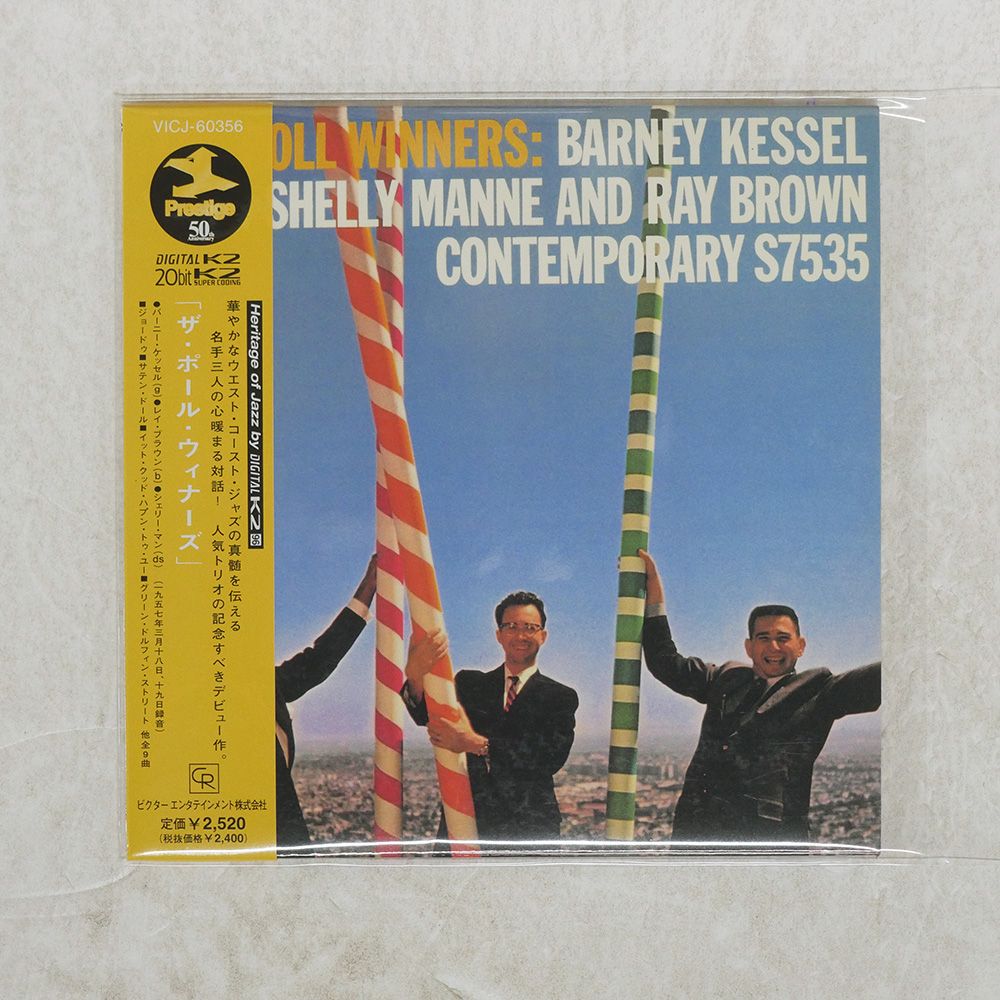 VICJ-60356
Prestige
50th
Anniversary
DIGITAL K2
20bit K2
SUPER CODING
Heritage of Jazz by DIGITAL K2 96
華やかなウエスト・コースト・ジャズの真髄を伝える
名手三人の心暖まる対話! 人気トリオの記念すべきデビュー作。
「ザ・ポール・ウィナーズ」
●バーニー・ケッセル(g)●レイ・ブラウン(b)●シェリー・マン(ds) (一九五七年三月十八日、十九日録音)
■ジョードゥ■サテン・ドール■イット・クッド・ハプン・トゥ・ユー■グリーン・ドルフィン・ストリート 他全9曲
CR
ビクター エンタテインメント株式会社
定価¥2,520
(税抜価格¥2,400)
OLL WINNERS: BARNEY KESSEL
SHELLY MANNE AND RAY BROWN
CONTEMPORARY S7535